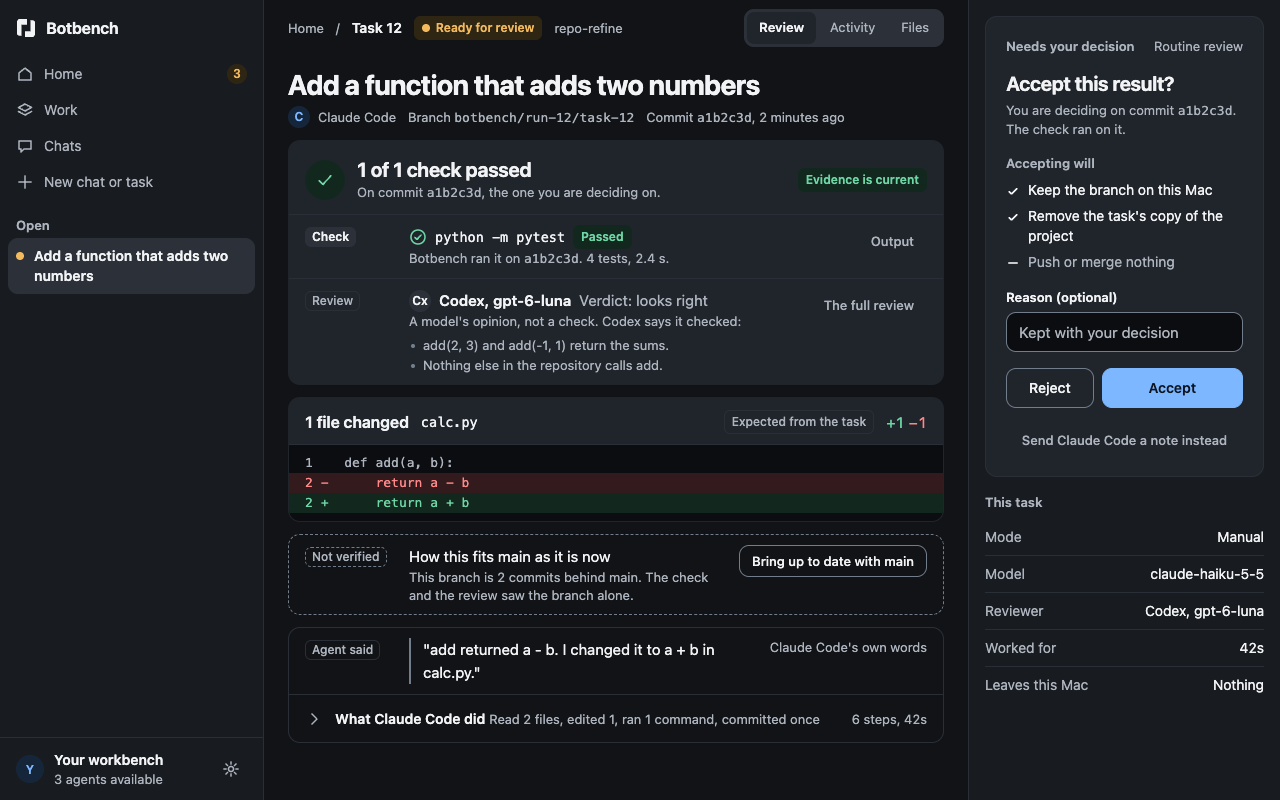 Botbench
Home
3
Work
Chats
New chat or task
Open
Add a function that adds two
numbers
Y
Your workbench
3 agents available
Home / Task 12
Ready for review
repo-refine
Review
Activity
Files
Add a function that adds two numbers
C
Claude Code
Branch botbench/run-12/task-12
Commit a1b2c3d, 2 minutes ago
1 of 1 check passed
On commit a1b2c3d, the one you are deciding on.
Evidence is current
Check
python -m pytest
Passed
Botbench ran it on a1b2c3d. 4 tests, 2.4 s.
Output
Review
Cx
Codex, gpt-6-luna
Verdict: looks right
A model's opinion, not a check. Codex says it checked:
• add(2, 3) and add(-1, 1) return the sums.
• Nothing else in the repository calls add.
The full review
1 file changed
calc.py
Expected from the task
+1 −1
1 def add(a, b):
2 − return a − b
2 + return a + b
Not verified
How this fits main as it is now
This branch is 2 commits behind main. The check
and the review saw the branch alone.
Bring up to date with main
Agent said
"add returned a - b. I changed it to a + b in
calc.py."
Claude Code's own words
What Claude Code did Read 2 files, edited 1, ran 1 command, committed once
6 steps, 42s
Needs your decision
Routine review
Accept this result?
You are deciding on commit a1b2c3d.
The check ran on it.
Accepting will
Keep the branch on this Mac
Remove the task's copy of the
project
Push or merge nothing
Reason (optional)
Kept with your decision
Reject
Accept
Send Claude Code a note instead
This task
Mode Manual
Model claude-haiku-5-5
Reviewer Codex, gpt-6-luna
Worked for 42s
Leaves this Mac Nothing